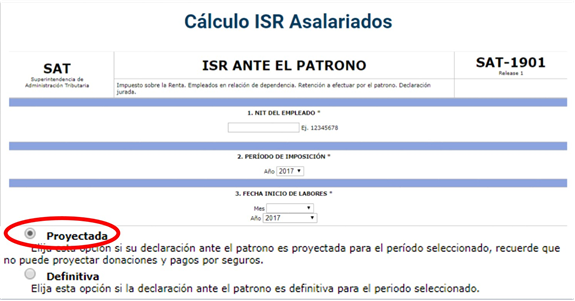 Cálculo ISR Asalariados
SAT
Superintendencia de
Administración Tributaria
ISR ANTE EL PATRONO
SAT-1901
Release 1
Impuesto sobre la Renta. Empleados en relación de dependencia. Retención a efectuar por el patrono. Declaración
jurada.
1. NIT DEL EMPLEADO *
Ej. 12345678
2. PERÍODO DE IMPOSICIÓN *
Año 2017
3. FECHA INICIO DE LABORES *
Mes
Año 2017
Proyectada
Elija esta opción si su declaración ante el patrono es proyectada para el período seleccionado, recuerde que
no puede proyectar donaciones y pagos por seguros.
Definitiva
Elija esta opción si la declaración ante el patrono es definitiva para el periodo seleccionado.